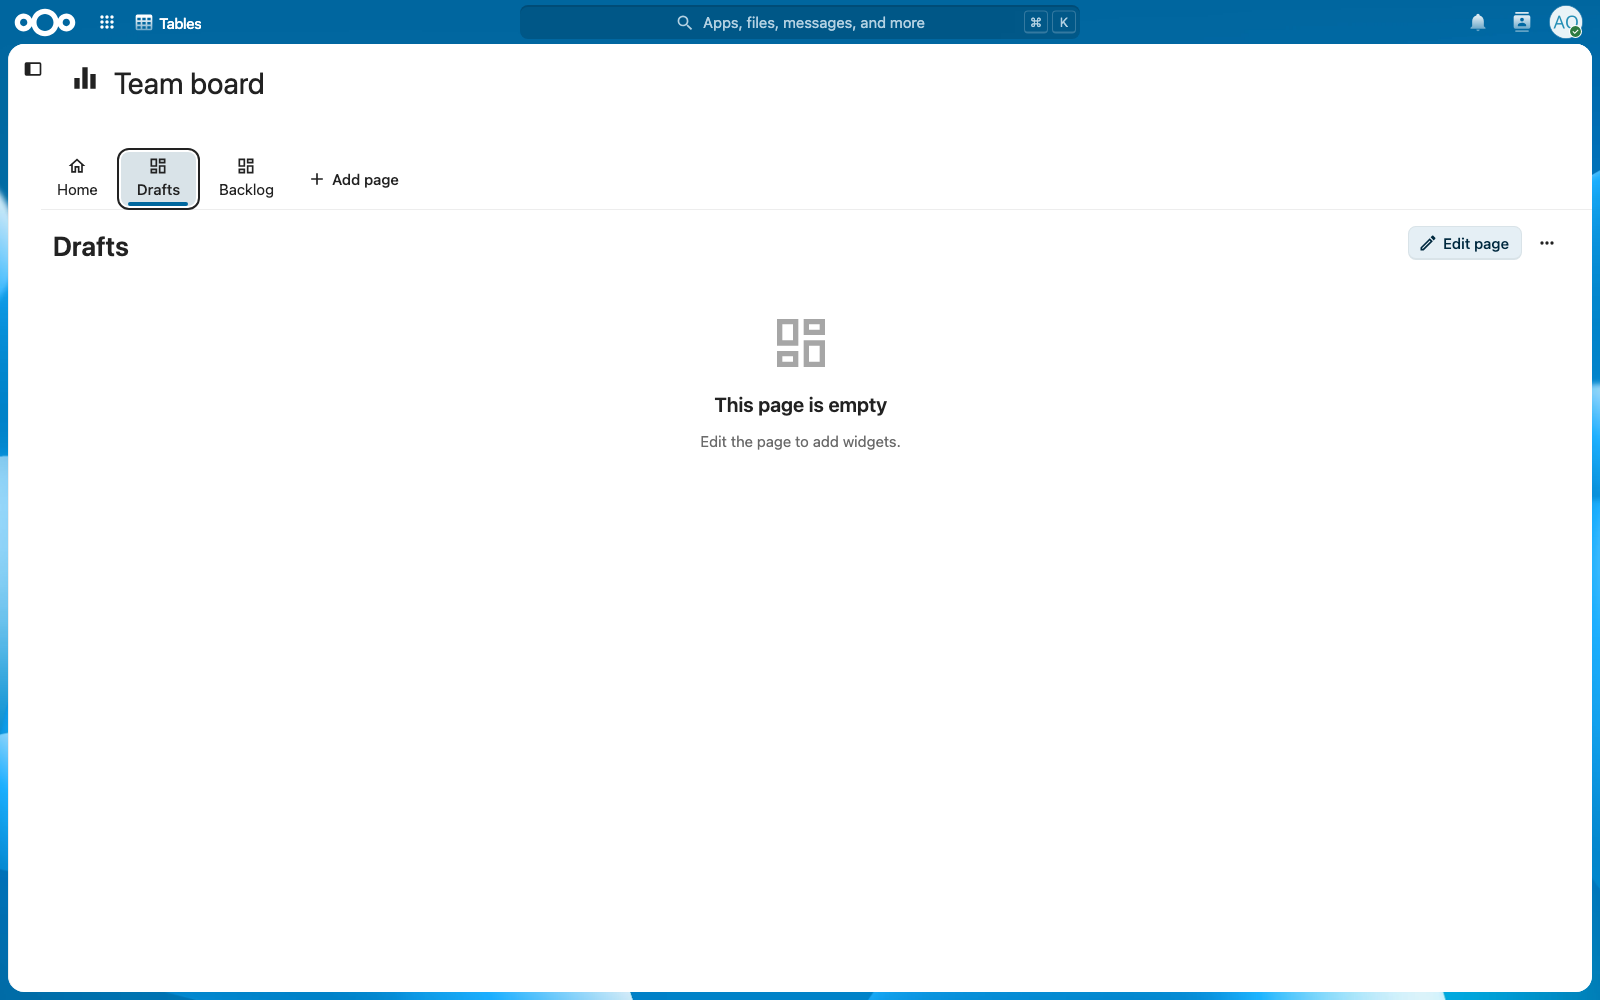 Tables
Apps, files, messages, and more
⌘ K
AO
Team board
Home
Drafts
Backlog
Add page
Drafts
Edit page
This page is empty
Edit the page to add widgets.